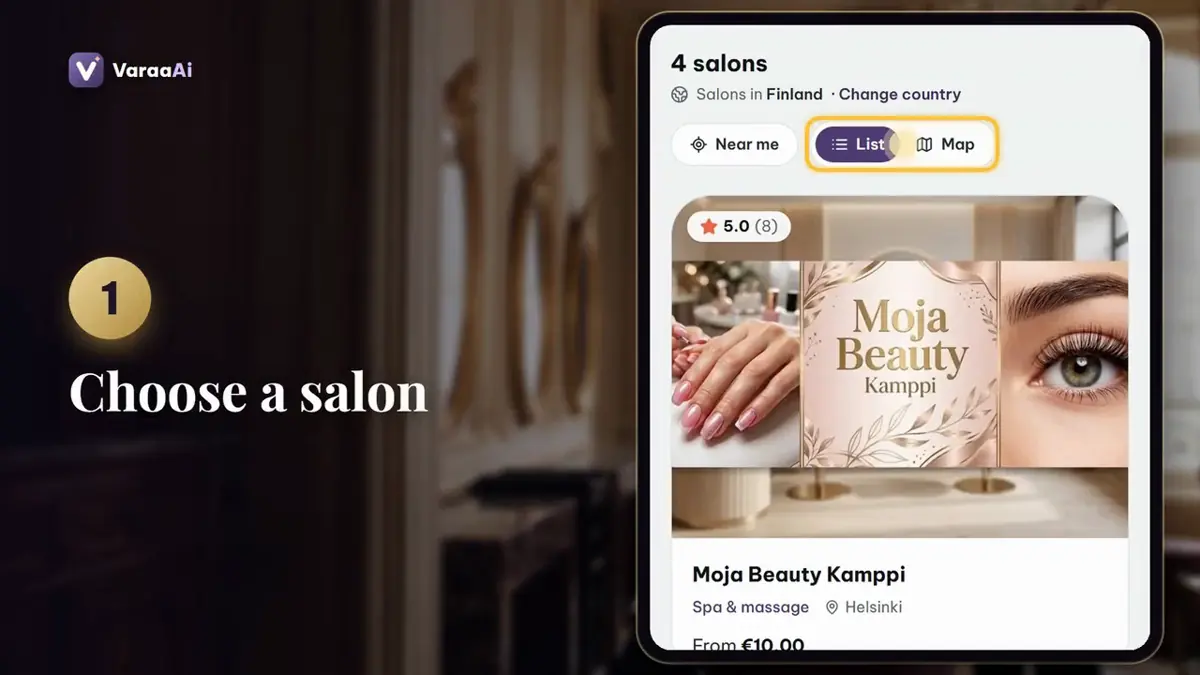 VaraaAi
1
Choose a salon
4 salons
Salons in Finland · Change country
Near me
List
Map
5.0 (8)
Moja
Beauty
Kamppi
Moja Beauty Kamppi
Spa & massage
Helsinki
From €10.00